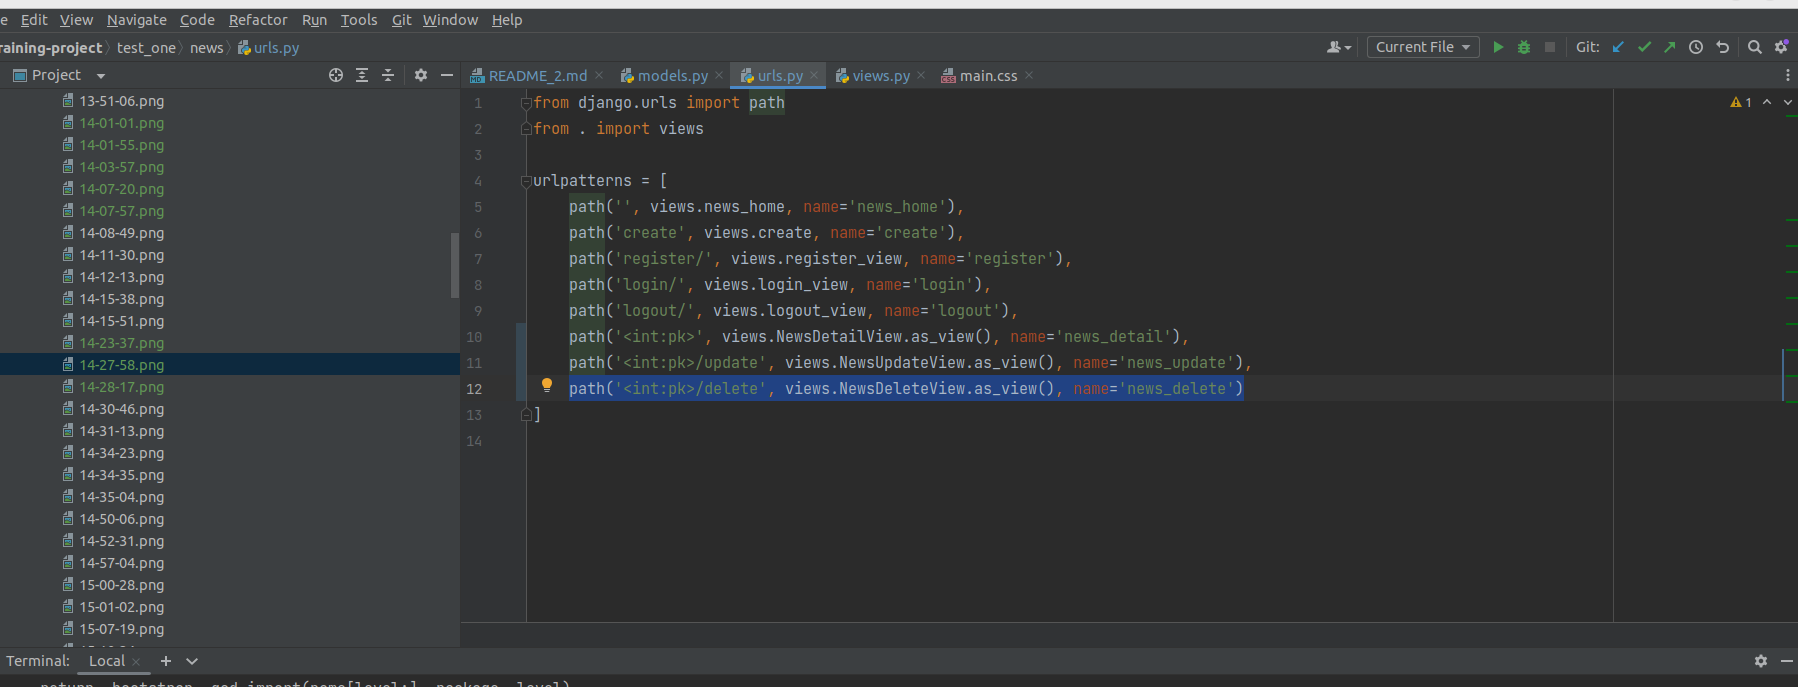 e Edit View Navigate Code Refactor Run Tools Git Window Help
raining-project test_one news urls.py
Current File Git:
Project
README_2.md models.py urls.py views.py main.css
13-51-06.png
14-01-01.png
14-01-55.png
14-03-57.png
14-07-20.png
14-07-57.png
14-08-49.png
14-11-30.png
14-12-13.png
14-15-38.png
14-15-51.png
14-23-37.png
14-27-58.png
14-28-17.png
14-30-46.png
14-31-13.png
14-34-23.png
14-34-35.png
14-35-04.png
14-50-06.png
14-52-31.png
14-57-04.png
15-00-28.png
15-01-02.png
15-07-19.png
1 from django.urls import path
1
2 from . import views
3
4 urlpatterns = [
5 path('', views.news_home, name='news_home'),
6 path('create', views.create, name='create'),
7 path('register/', views.register_view, name='register'),
8 path('login/', views.login_view, name='login'),
9 path('logout/', views.logout_view, name='logout'),
10 path('<int:pk>', views.NewsDetailView.as_view(), name='news_detail'),
11 path('<int:pk>/update', views.NewsUpdateView.as_view(), name='news_update'),
12 path('<int:pk>/delete', views.NewsDeleteView.as_view(), name='news_delete')
13 ]
14
Terminal: Local